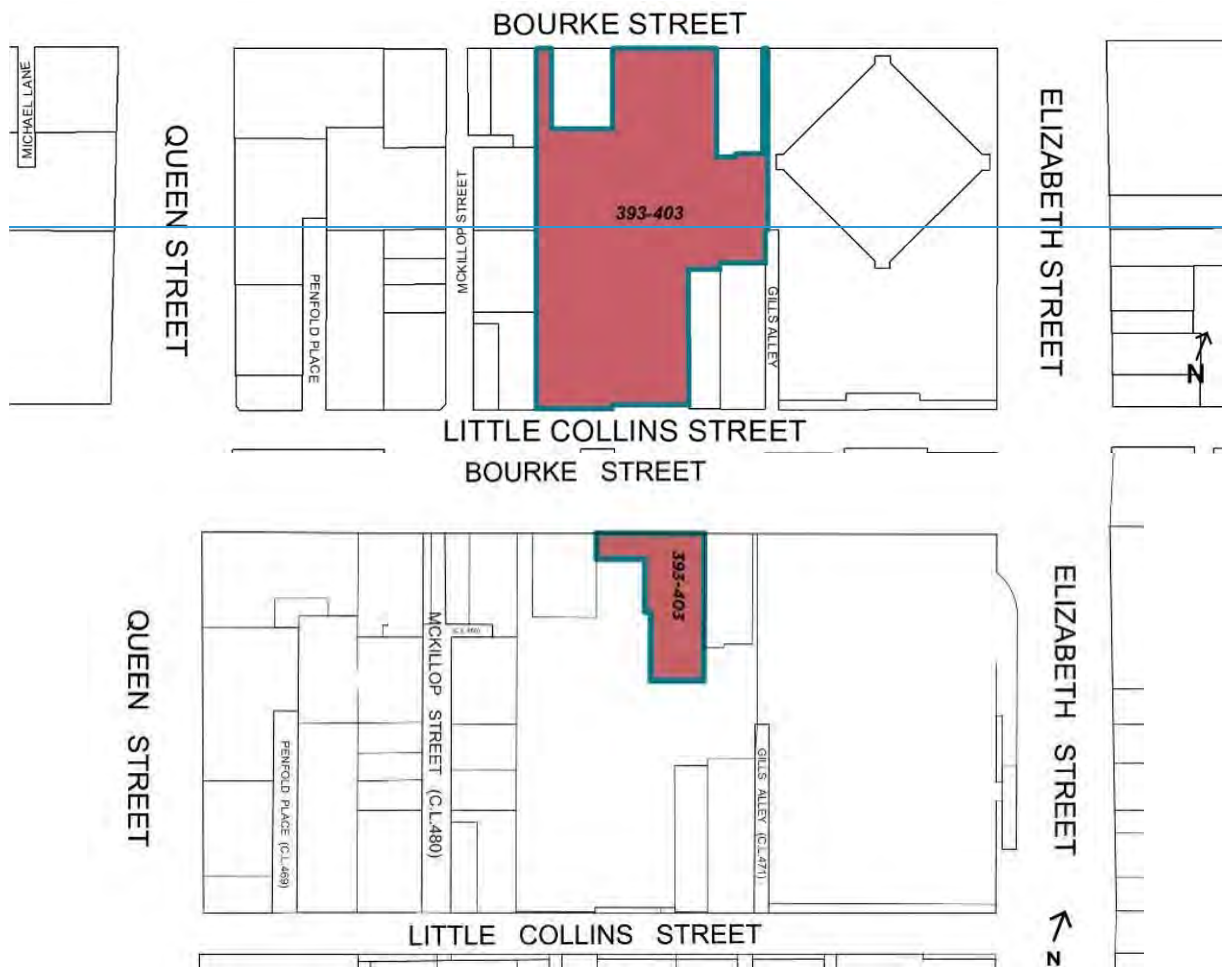 BOURKE STREET
MICHAEL LANE
QUEEN STREET
PENFOLD PLACE
MCKILLOP STREET
393-403
GILLS ALLEY
ELIZABETH STREET
N
LITTLE COLLINS STREET
BOURKE STREET
QUEEN STREET
PENFOLD PLACE (C.L.469)
MCKILLOP STREET (C.L.480)
393-403
GILLS ALLEY (C.L.471)
ELIZABETH STREET
N
LITTLE COLLINS STREET